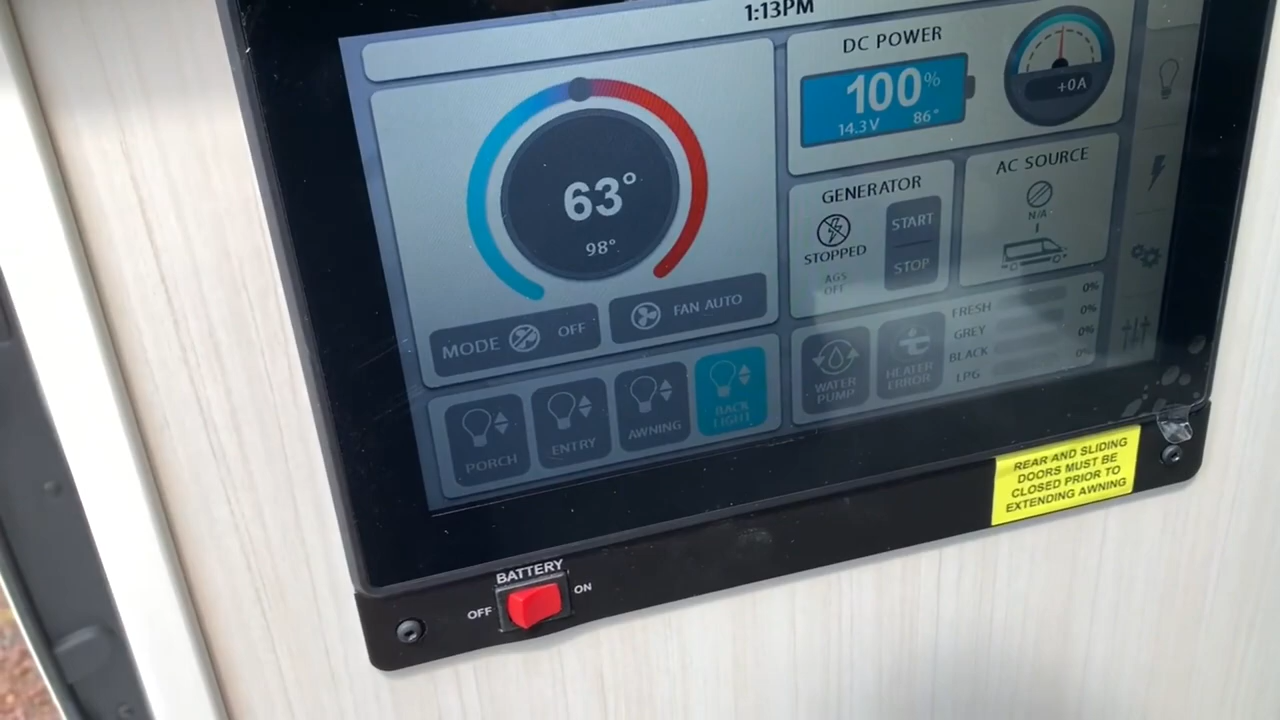 1:13PM
63°
98°
MODE OFF
FAN AUTO
PORCH
ENTRY
AWNING
BACK
LIGHT
DC POWER
100%
14.3V 86°
+0A
GENERATOR
STOPPED
AGS
OFF
START
STOP
AC SOURCE
N/A
WATER
PUMP
HEATER
ERROR
FRESH 0%
GREY 0%
BLACK 0%
LPG 0%
REAR AND SLIDING
DOORS MUST BE
CLOSED PRIOR TO
EXTENDING AWNING
BATTERY
OFF ON